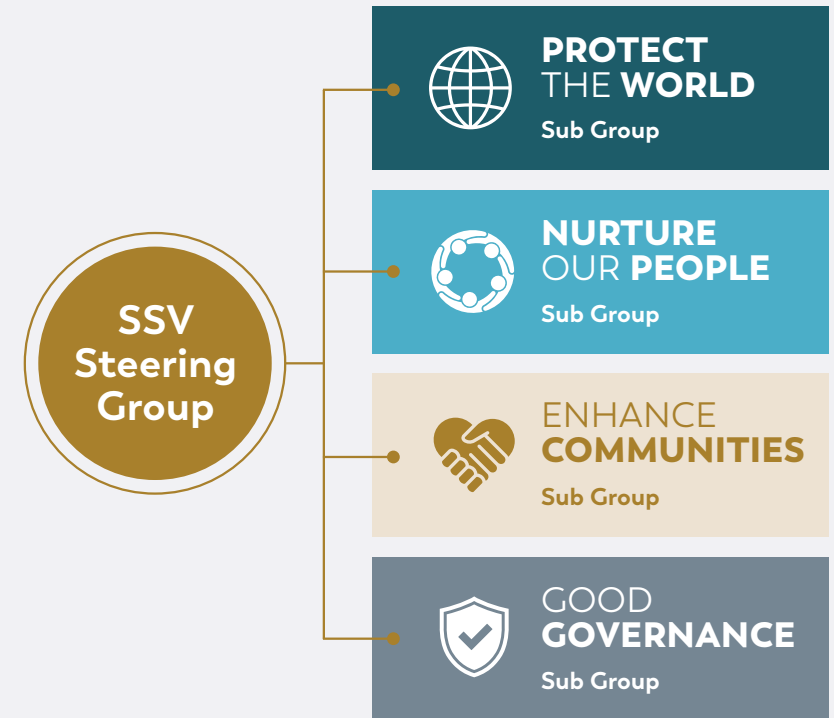 SSV
Steering
Group
PROTECT
THE WORLD
Sub Group
NURTURE
OUR PEOPLE
Sub Group
ENHANCE
COMMUNITIES
Sub Group
GOOD
GOVERNANCE
Sub Group